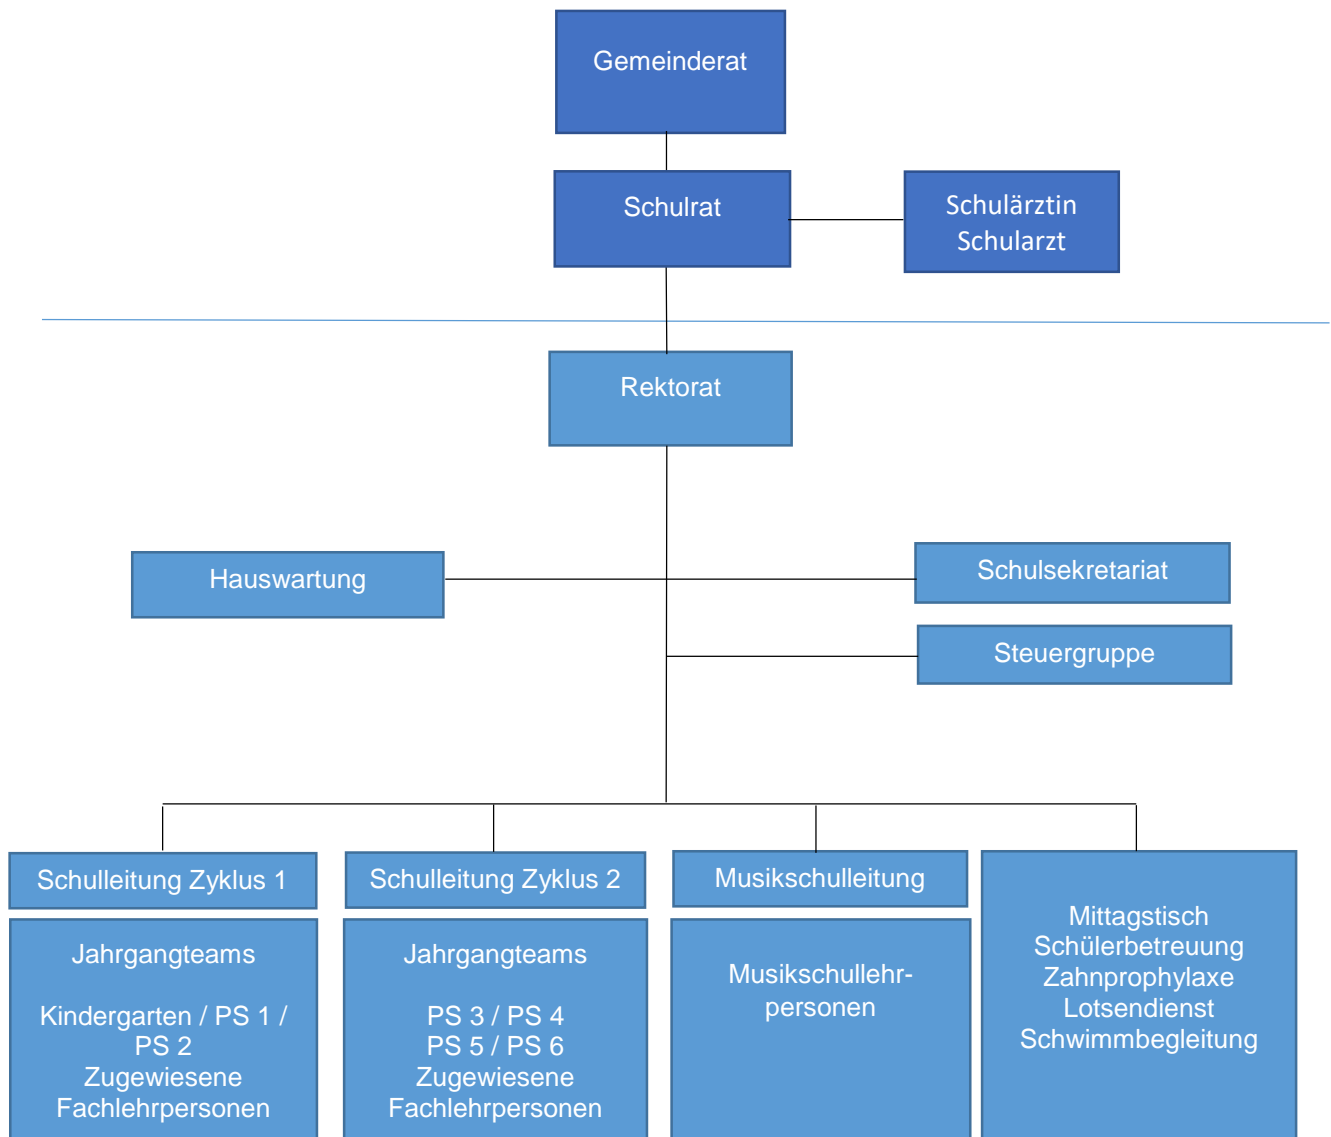 Gemeinderat
Schulrat
Schulärztin
Schularzt
Rektorat
Hauswartung
Schulsekretariat
Steuergruppe
Schulleitung Zyklus 1
Jahrgangteams
Kindergarten / PS 1 /
PS 2
Zugewiesene
Fachlehrpersonen
Schulleitung Zyklus 2
Jahrgangteams
PS 3 / PS 4
PS 5 / PS 6
Zugewiesene
Fachlehrpersonen
Musikschulleitung
Musikschullehr-
personen
Mittagstisch
Schülerbetreuung
Zahnprophylaxe
Lotsendienst
Schwimmbegleitung